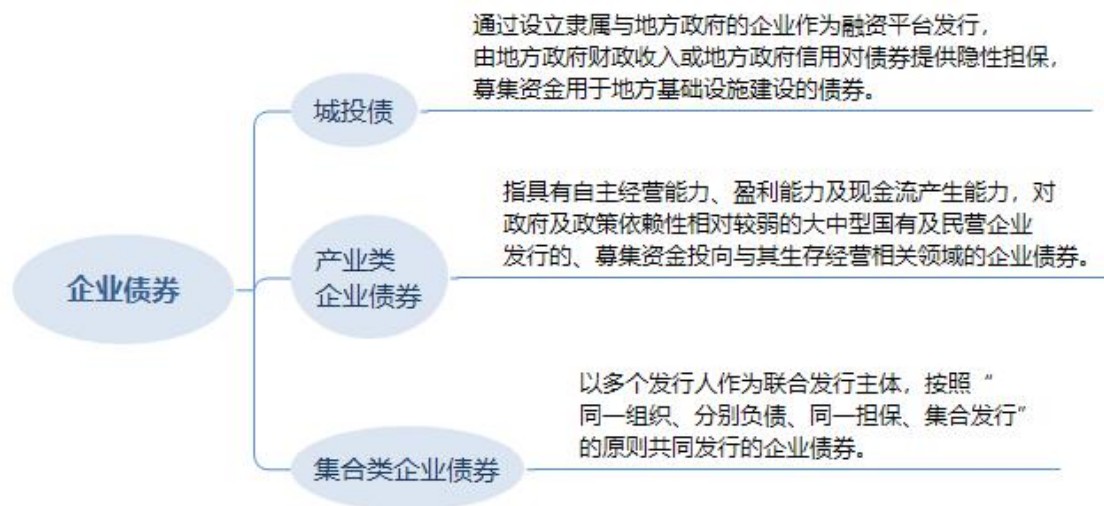 企业债券
城投债
通过设立隶属与地方政府的企业作为融资平台发行，
由地方政府财政收入或地方政府信用对债券提供隐性担保，
募集资金用于地方基础设施建设的债券。
产业类
企业债券
指具有自主经营能力、盈利能力及现金流产生能力，对
政府及政策依赖性相对较弱的大中型国有及民营企业
发行的、募集资金投向与其生存经营相关领域的企业债券。
集合类企业债券
以多个发行人作为联合发行主体，按照“
同一组织、分别负债、同一担保、集合发行”
的原则共同发行的企业债券。